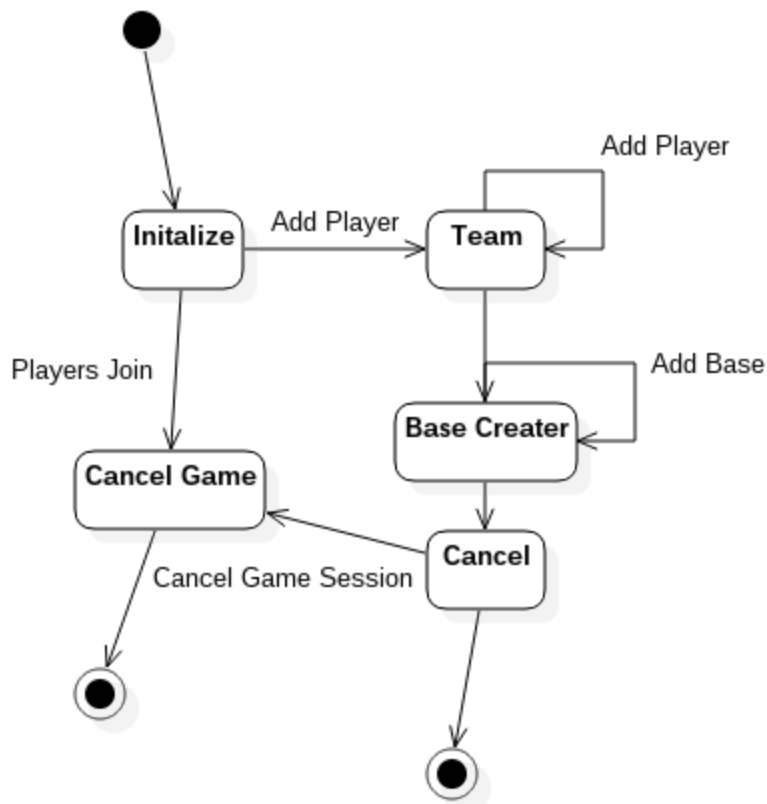 Add Player
Add Player
Initalize
Team
Players Join
Add Base
Base Creater
Cancel Game
Cancel
Cancel Game Session